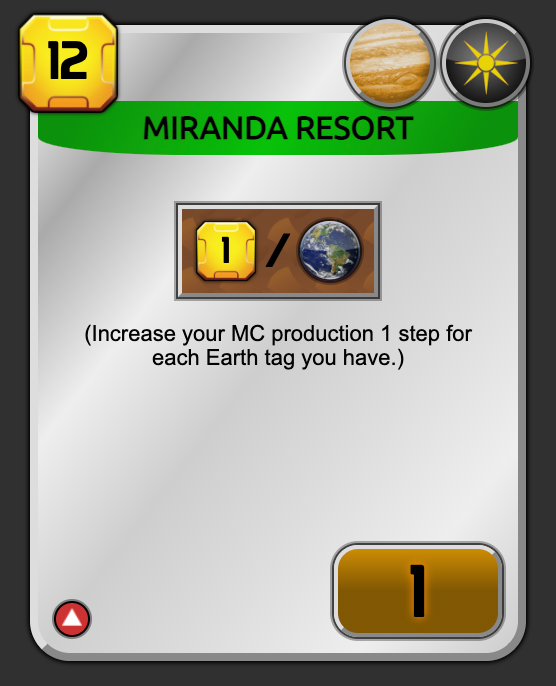 12
MIRANDA RESORT
1 /
(Increase your MC production 1 step for
each Earth tag you have.)
1